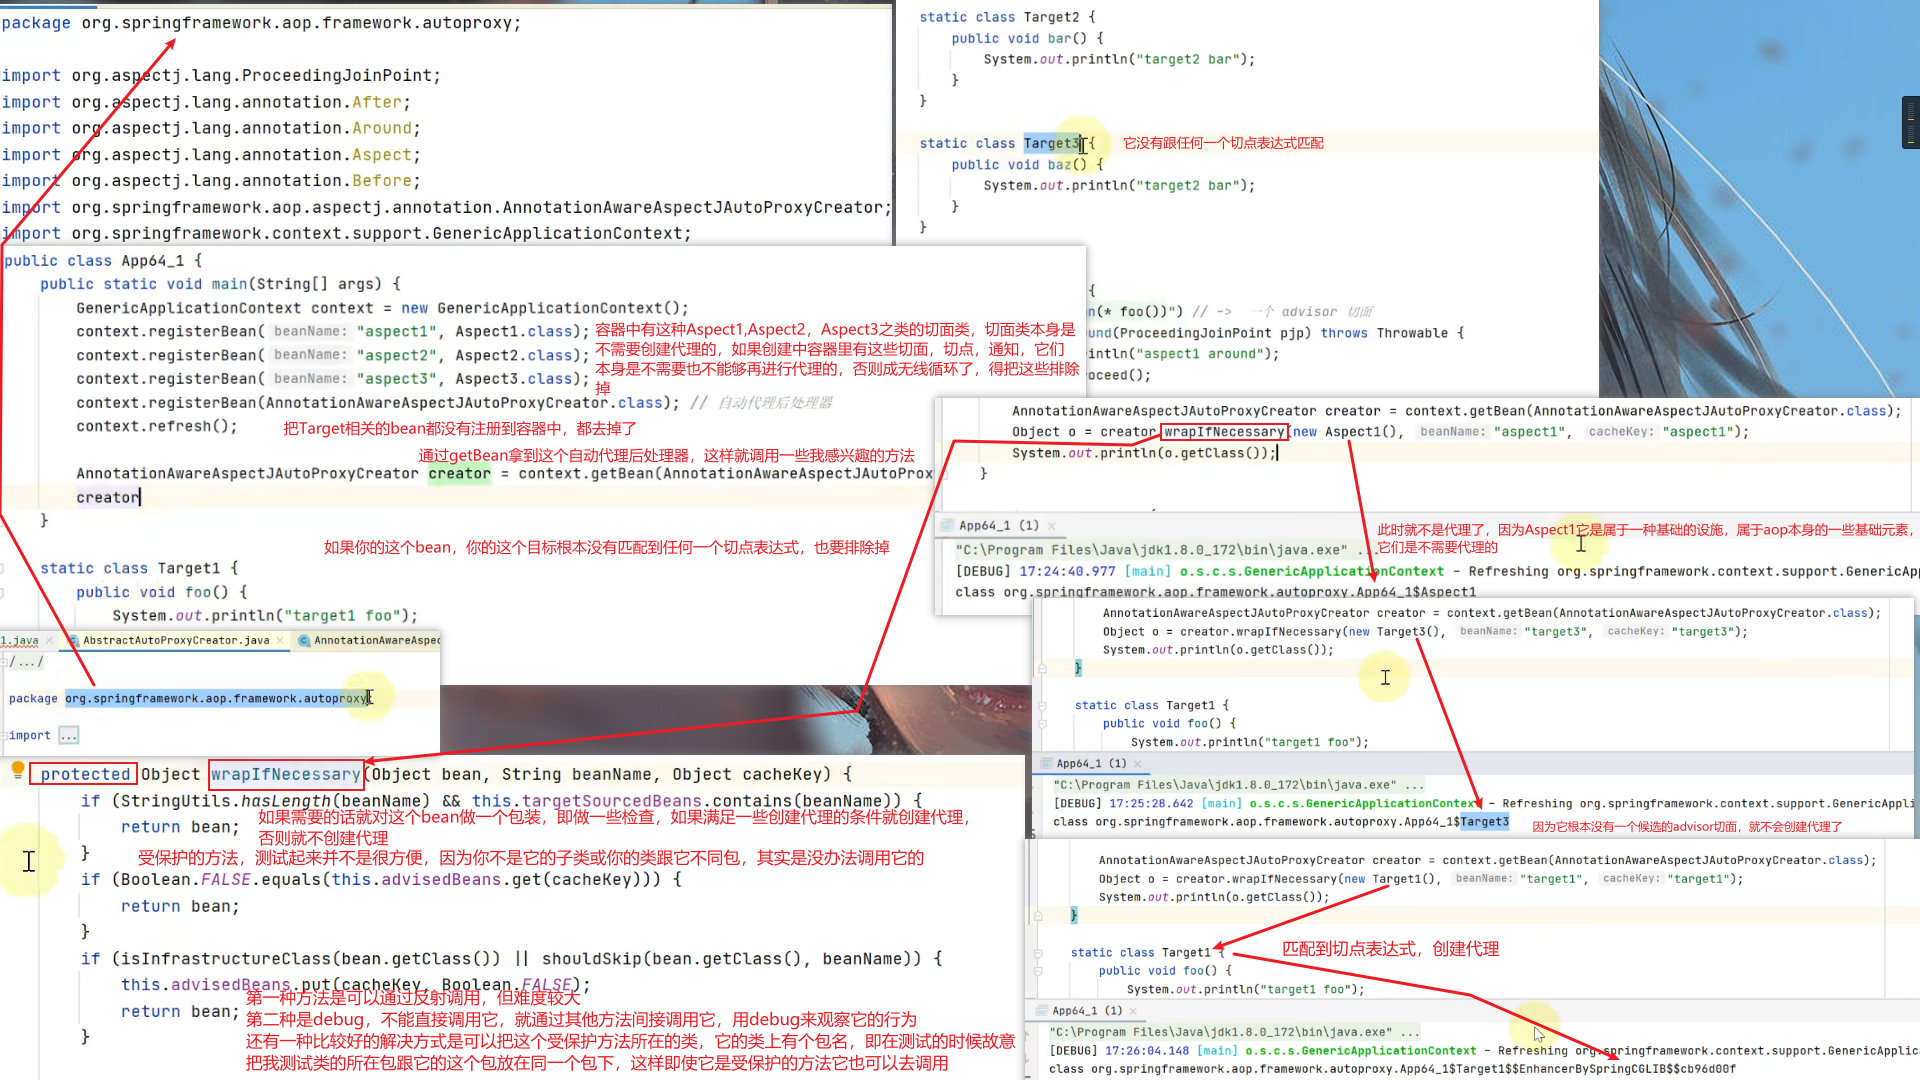 package org.springframework.aop.framework.autoproxy;
import org.aspectj.lang.ProceedingJoinPoint;
import org.aspectj.lang.annotation.After;
import org.aspectj.lang.annotation.Around;
import org.aspectj.lang.annotation.Aspect;
import org.aspectj.lang.annotation.Before;
import org.springframework.aop.aspectj.annotation.AnnotationAwareAspectJAutoProxyCreator;
import org.springframework.context.support.GenericApplicationContext;
public class App64_1 {
public static void main(String[] args) {
GenericApplicationContext context = new GenericApplicationContext();
context.registerBean( beanName: "aspect1", Aspect1.class);
context.registerBean( beanName: "aspect2", Aspect2.class);
context.registerBean( beanName: "aspect3", Aspect3.class);
容器中有这种Aspect1,Aspect2，Aspect3之类的切面类，切面类本身是
不需要创建代理的，如果创建中容器里有这些切面，切点，通知，它们
本身是不需要也不能够再进行代理的，否则成无线循环了，得把这些排除
掉
context.registerBean(AnnotationAwareAspectJAutoProxyCreator.class); // 自动代理后处理器
context.refresh();
把Target相关的bean都没有注册到容器中，都去掉了
通过getBean拿到这个自动代理后处理器，这样就调用一些我感兴趣的方法
AnnotationAwareAspectJAutoProxyCreator creator = context.getBean(AnnotationAwareAspectJAutoProx
creator
}
如果你的这个bean，你的这个目标根本没有匹配到任何一个切点表达式，也要排除掉
static class Target1 {
public void foo() {
System.out.println("target1 foo");
1.java
AbstractAutoProxyCreator.java
AnnotationAwareAspec
/.../
package org.springframework.aop.framework.autoproxy;
import ...
protected Object wrapIfNecessary(Object bean, String beanName, Object cacheKey) {
if (StringUtils.hasLength(beanName) && this.targetSourcedBeans.contains(beanName)) {
return bean;
如果需要的话就对这个bean做一个包装，即做一些检查，如果满足一些创建代理的条件就创建代理，
否则就不创建代理
}
受保护的方法，测试起来并不是很方便，因为你不是它的子类或你的类跟它不同包，其实是没办法调用它的
if (Boolean.FALSE.equals(this.advisedBeans.get(cacheKey))) {
return bean;
}
if (isInfrastructureClass(bean.getClass()) || shouldSkip(bean.getClass(), beanName)) {
this.advisedBeans.put(cacheKey, Boolean.FALSE);
return bean;
}
第一种方法是可以通过反射调用，但难度较大
第二种是debug，不能直接调用它，就通过其他方法间接调用它，用debug来观察它的行为
还有一种比较好的解决方式是可以把这个受保护方法所在的类，它的类上有个包名，即在测试的时候故意
把我测试类的所在包跟它的这个包放在同一个包下，这样即使它是受保护的方法它也可以去调用
static class Target2 {
public void bar() {
System.out.println("target2 bar");
}
}
static class Target3 {
它没有跟任何一个切点表达式匹配
public void baz() {
System.out.println("target2 bar");
}
}
{
n(* foo())") // -> 一个 advisor 切面
und(ProceedingJoinPoint pjp) throws Throwable {
intln("aspect1 around");
oceed();
AnnotationAwareAspectJAutoProxyCreator creator = context.getBean(AnnotationAwareAspectJAutoProxyCreator.class);
Object o = creator.wrapIfNecessary(new Aspect1(), beanName: "aspect1", cacheKey: "aspect1");
System.out.println(o.getClass());
}
App64_1 (1)
此时就不是代理了，因为Aspect1它是属于一种基础的设施，属于aop本身的一些基础元素，
它们是不需要代理的
"C:\Program Files\Java\jdk1.8.0_172\bin\java.exe" ...
[DEBUG] 17:24:40.977 [main] o.s.c.s.GenericApplicationContext - Refreshing org.springframework.context.support.GenericApp
class org.springframework.aop.framework.autoproxy.App64_1$Aspect1
AnnotationAwareAspectJAutoProxyCreator creator = context.getBean(AnnotationAwareAspectJAutoProxyCreator.class);
Object o = creator.wrapIfNecessary(new Target3(), beanName: "target3", cacheKey: "target3");
System.out.println(o.getClass());
}
static class Target1 {
public void foo() {
System.out.println("target1 foo");
App64_1 (1)
"C:\Program Files\Java\jdk1.8.0_172\bin\java.exe" ...
[DEBUG] 17:25:28.642 [main] o.s.c.s.GenericApplicationContext - Refreshing org.springframework.context.support.GenericAppli
class org.springframework.aop.framework.autoproxy.App64_1$Target3
因为它根本没有一个候选的advisor切面，就不会创建代理了
AnnotationAwareAspectJAutoProxyCreator creator = context.getBean(AnnotationAwareAspectJAutoProxyCreator.class);
Object o = creator.wrapIfNecessary(new Target1(), beanName: "target1", cacheKey: "target1");
System.out.println(o.getClass());
}
static class Target1 {
匹配到切点表达式，创建代理
public void foo() {
System.out.println("target1 foo");
App64_1 (1)
"C:\Program Files\Java\jdk1.8.0_172\bin\java.exe" ...
[DEBUG] 17:26:04.148 [main] o.s.c.s.GenericApplicationContext - Refreshing org.springframework.context.support.GenericApplic
class org.springframework.aop.framework.autoproxy.App64_1$Target1$$EnhancerBySpringCGLIB$$cb96d00f